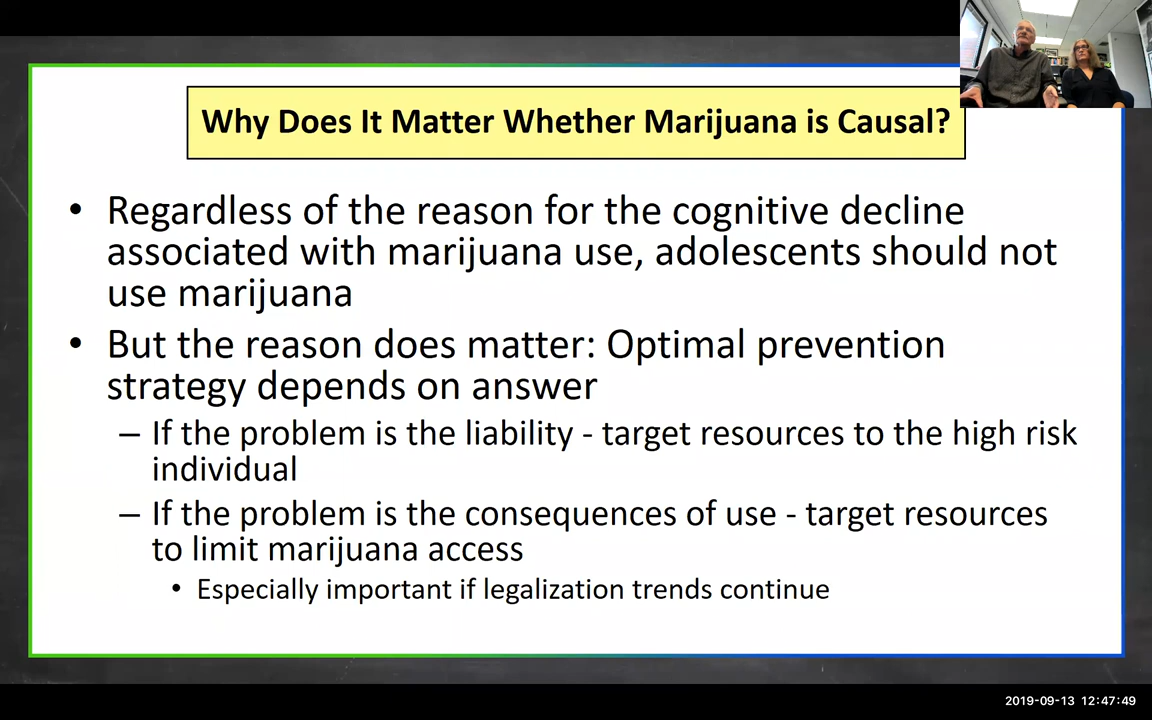 Why Does It Matter Whether Marijuana is Causal?
• Regardless of the reason for the cognitive decline
associated with marijuana use, adolescents should not
use marijuana
• But the reason does matter: Optimal prevention
strategy depends on answer
– If the problem is the liability - target resources to the high risk
individual
– If the problem is the consequences of use - target resources
to limit marijuana access
• Especially important if legalization trends continue
2019-09-13 12:47:49